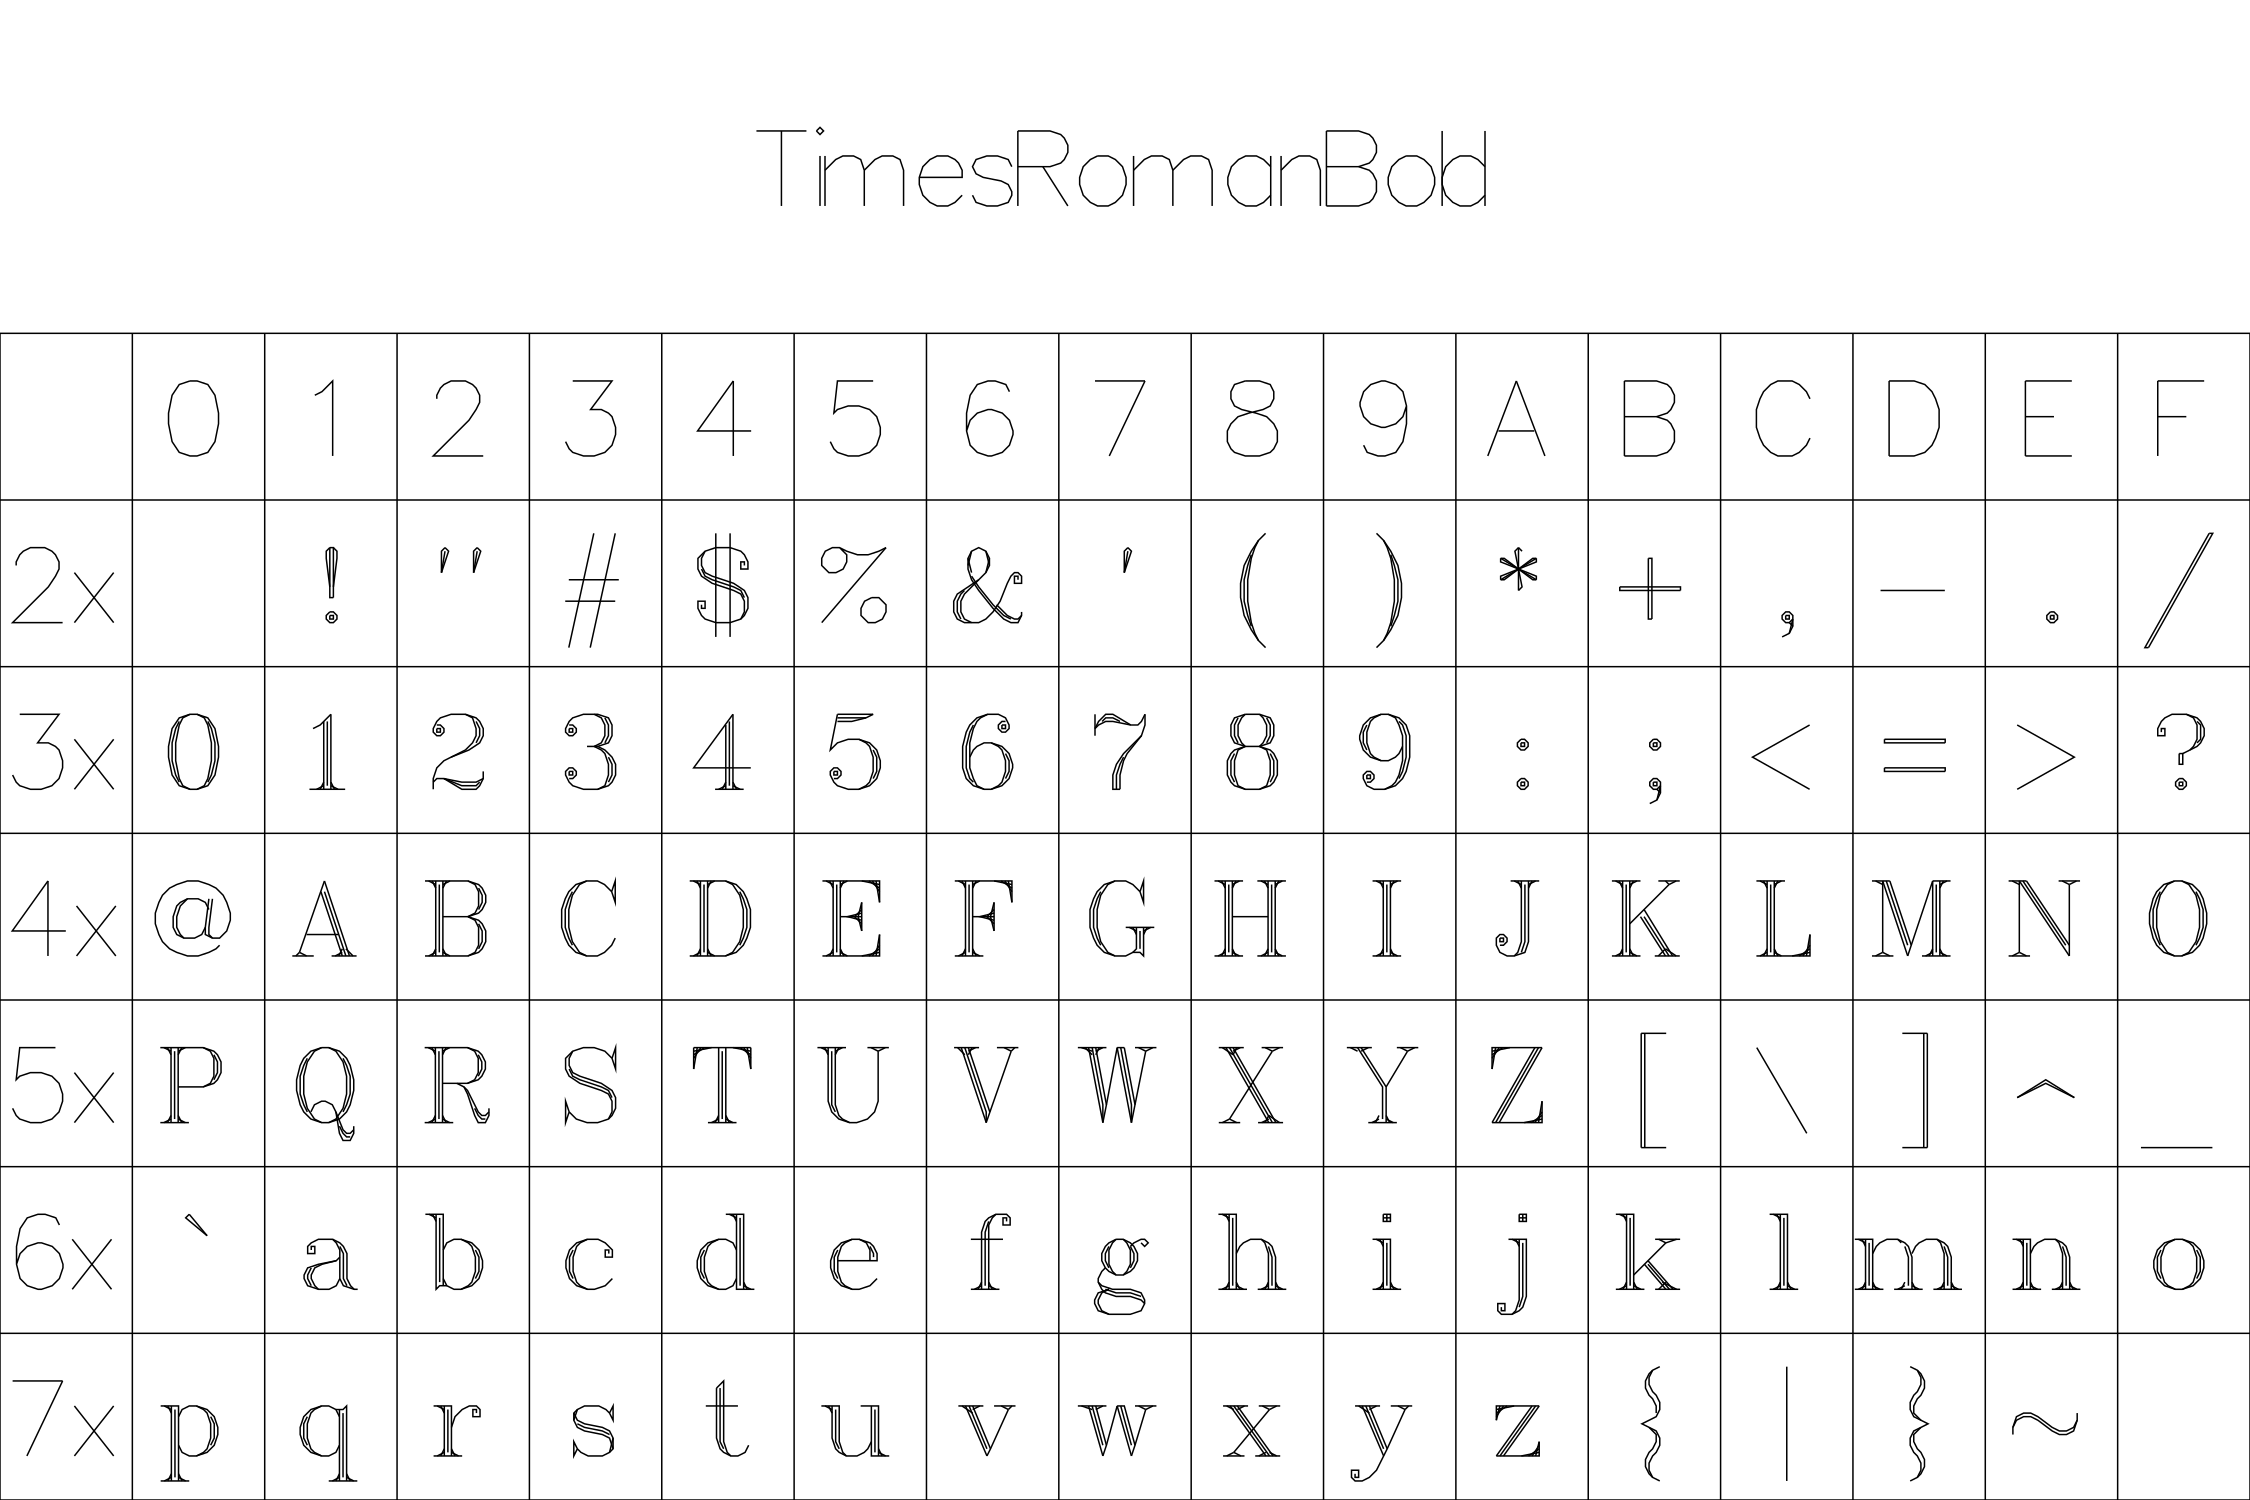 TimesRomanBold
0 1 2 3 4 5 6 7 8 9 A B C D E F
2x ! " # $ % & ' ( ) * + , - . /
3x 0 1 2 3 4 5 6 7 8 9 : ; < = > ?
4x @ A B C D E F G H I J K L M N O
5x P Q R S T U V W X Y Z [ \ ] ^ _
6x ` a b c d e f g h i j k l m n o
7x p q r s t u v w x y z { | } ~